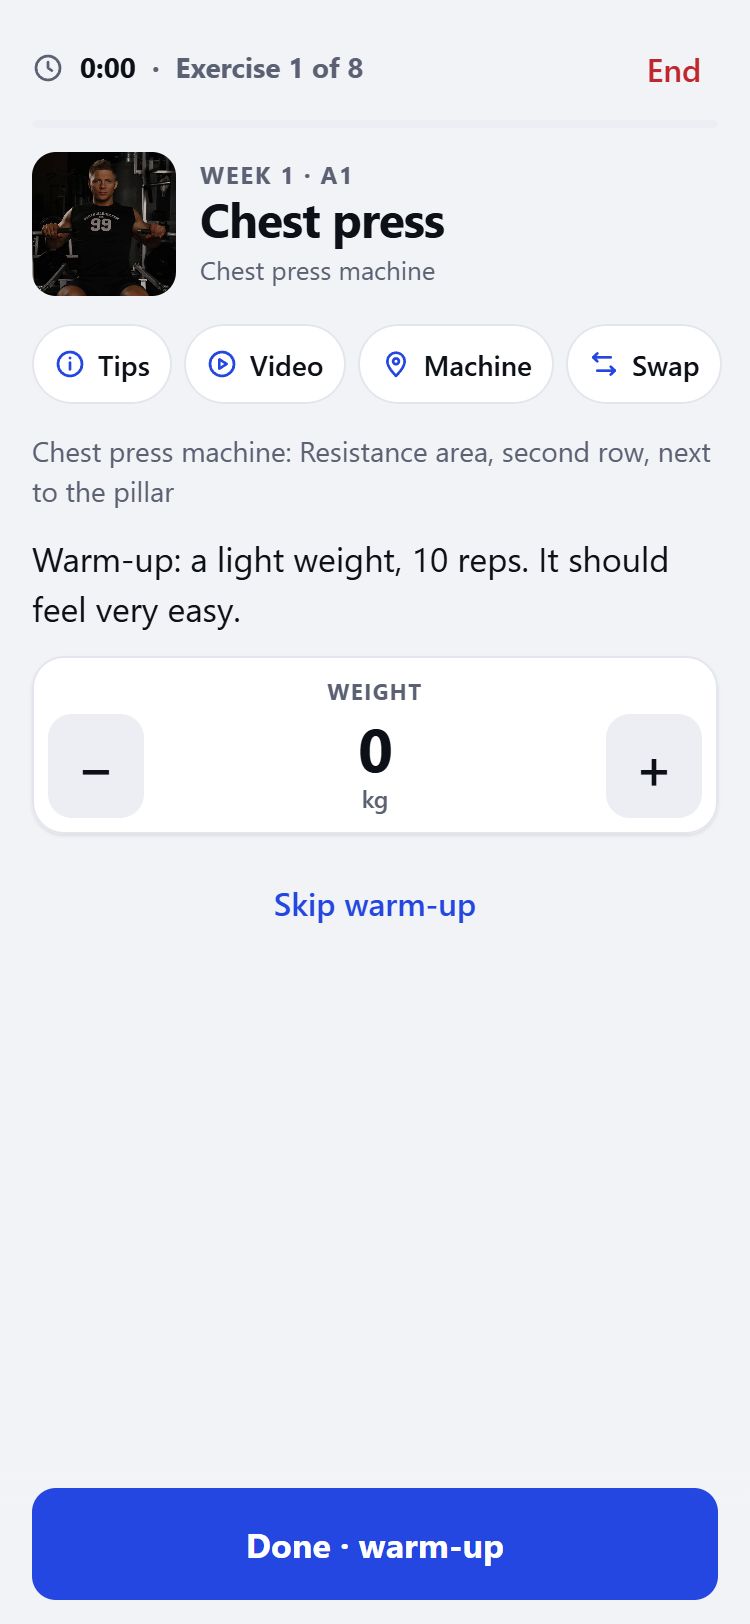 0:00 · Exercise 1 of 8
End
WEEK 1 · A1
Chest press
Chest press machine
99
Tips
Video
Machine
Swap
Chest press machine: Resistance area, second row, next
to the pillar
Warm-up: a light weight, 10 reps. It should
feel very easy.
WEIGHT
−
0
+
kg
Skip warm-up
Done · warm-up